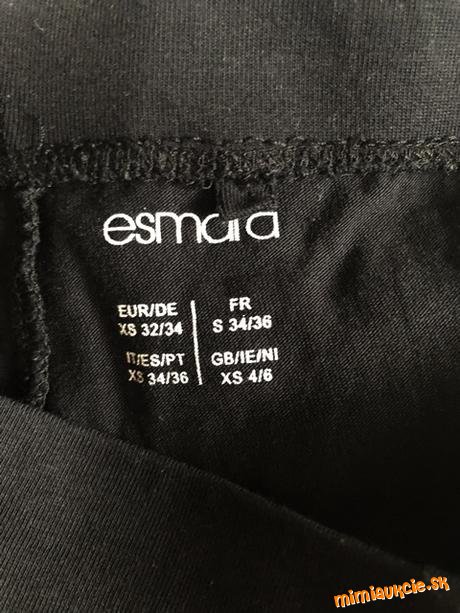 esmara
EUR/DE
XS 32/34
FR
S 34/36
IT/ES/PT
XS 34/36
GB/IE/NI
XS 4/6
mimiaukcie.sk